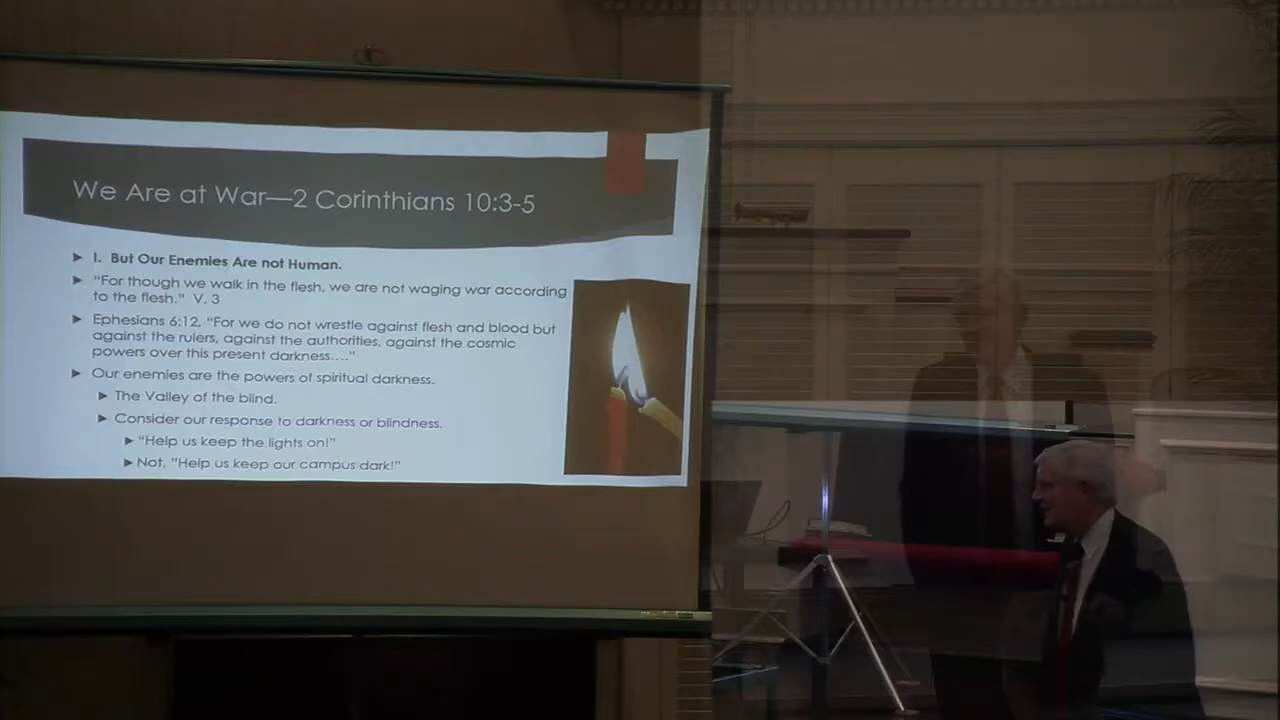 We Are at War—2 Corinthians 10:3-5
I. But Our Enemies Are not Human.
“For though we walk in the flesh, we are not waging war according
to the flesh.” V. 3
Ephesians 6:12, “For we do not wrestle against flesh and blood but
against the rulers, against the authorities, against the cosmic
powers over this present darkness….”
Our enemies are the powers of spiritual darkness.
The Valley of the blind.
Consider our response to darkness or blindness.
“Help us keep the lights on!”
Not, “Help us keep our campus dark!”